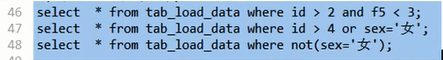 46 select  * from tab_load_data where id > 2 and f5 < 3;
47 select  * from tab_load_data where id > 4 or sex='女';
48 select  * from tab_load_data where not(sex='女');